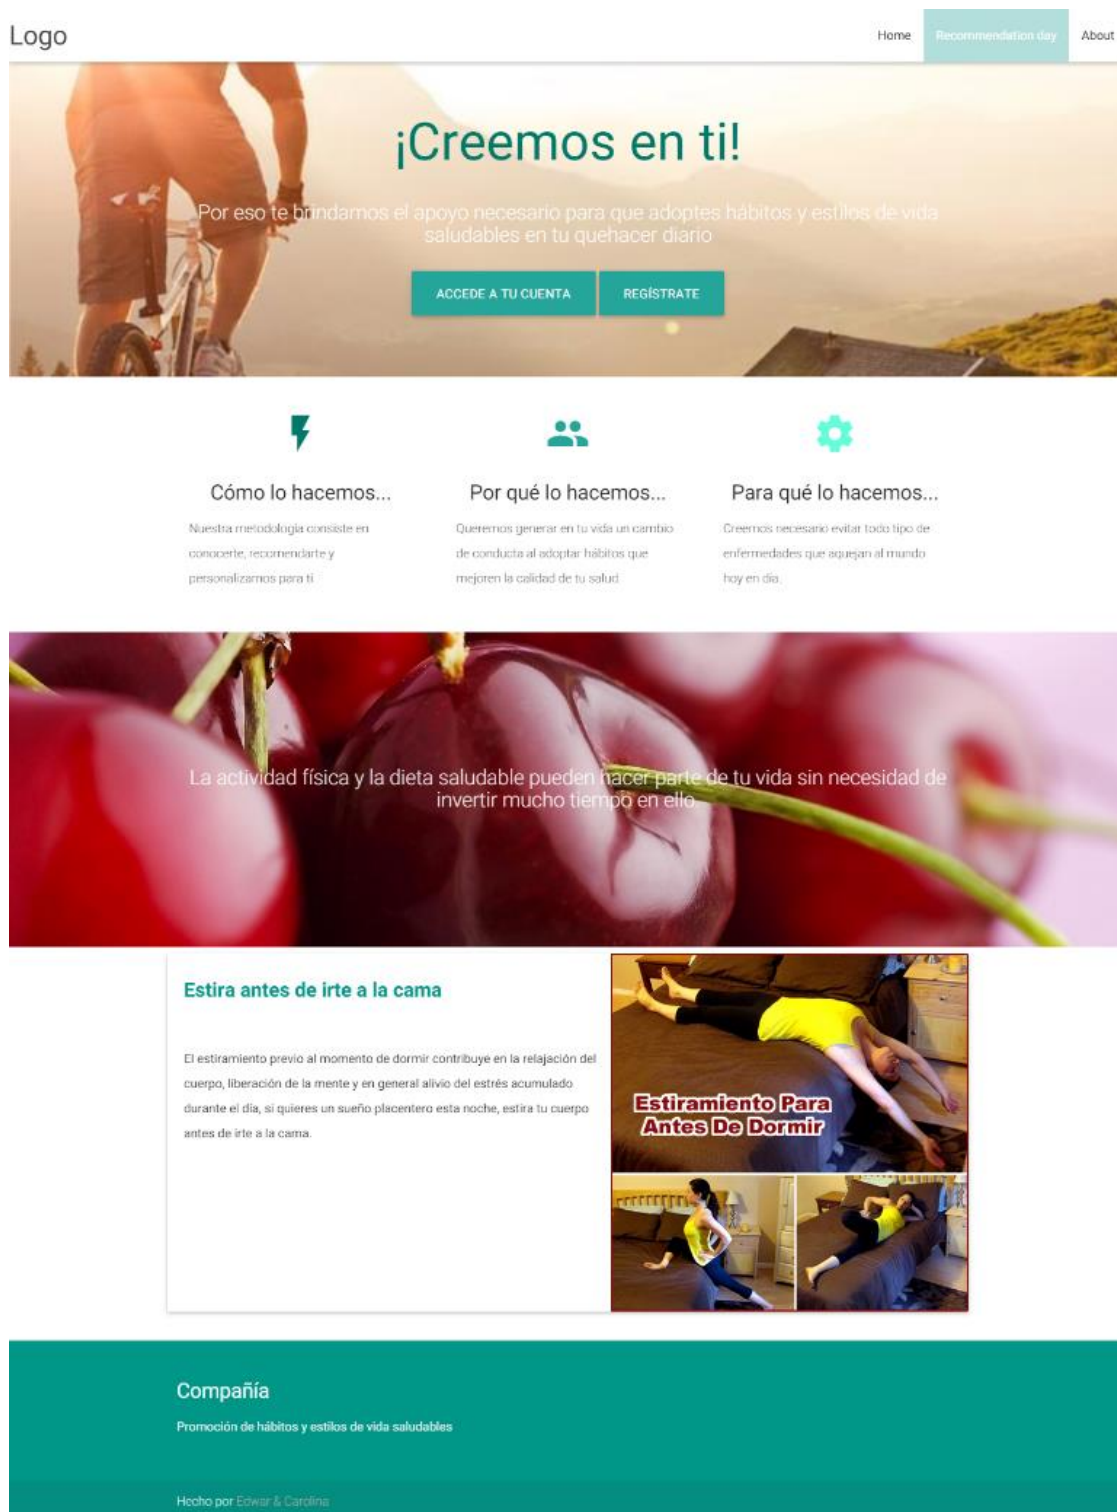 Logo
Home Recommendation day About
¡Creemos en ti!
Por eso te brindamos el apoyo necesario para que adoptes hábitos y estilos de vida
saludables en tu quehacer diario
ACCEDE A TU CUENTA REGÍSTRATE
Cómo lo hacemos...
Nuestra metodología consiste en
conocerte, recomendarte y
personalizarnos para ti
Por qué lo hacemos...
Queremos generar en tu vida un cambio
de conducta al adoptar hábitos que
mejoren la calidad de tu salud
Para qué lo hacemos...
Creemos necesario evitar todo tipo de
enfermedades que aquejan al mundo
hoy en día.
La actividad física y la dieta saludable pueden hacer parte de tu vida sin necesidad de
invertir mucho tiempo en ello.
Estira antes de irte a la cama
El estiramiento previo al momento de dormir contribuye en la relajación del
cuerpo, liberación de la mente y en general alivio del estrés acumulado
durante el día, si quieres un sueño placentero esta noche, estira tu cuerpo
antes de irte a la cama.
Estiramiento Para
Antes De Dormir
Compañía
Promoción de hábitos y estilos de vida saludables
Hecho por Edwar & Carolina